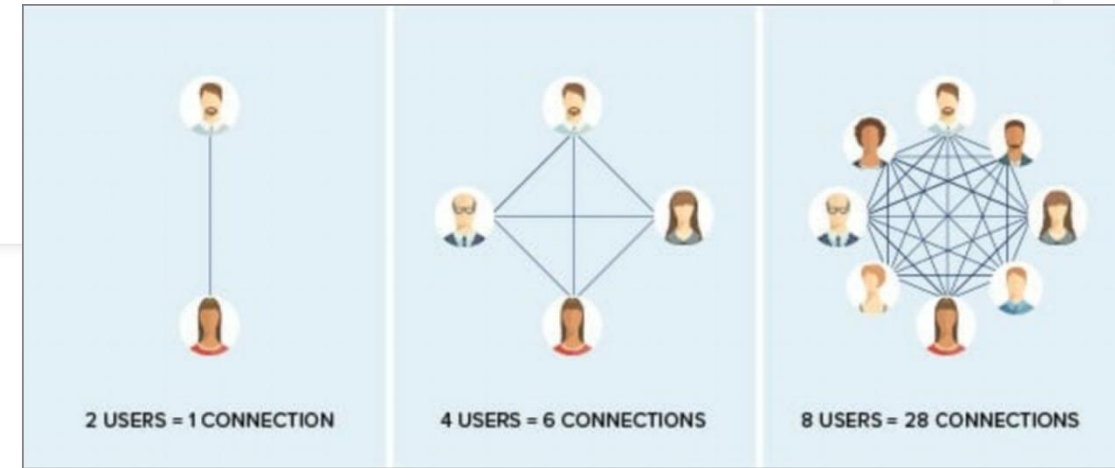 2 USERS = 1 CONNECTION
4 USERS = 6 CONNECTIONS
8 USERS = 28 CONNECTIONS